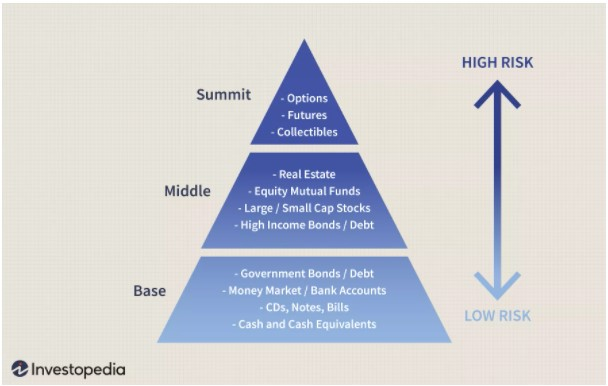 HIGH RISK
Summit
- Options
- Futures
- Collectibles
Middle
- Real Estate
- Equity Mutual Funds
- Large / Small Cap Stocks
- High Income Bonds / Debt
Base
- Government Bonds / Debt
- Money Market / Bank Accounts
- CDs, Notes, Bills
- Cash and Cash Equivalents
LOW RISK
Investopedia